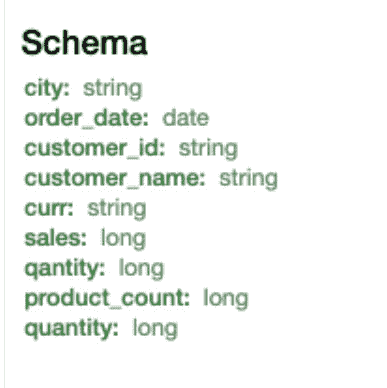 Schema
city: string
order_date: date
customer_id: string
customer_name: string
curr: string
sales: long
qantity: long
product_count: long
quantity: long